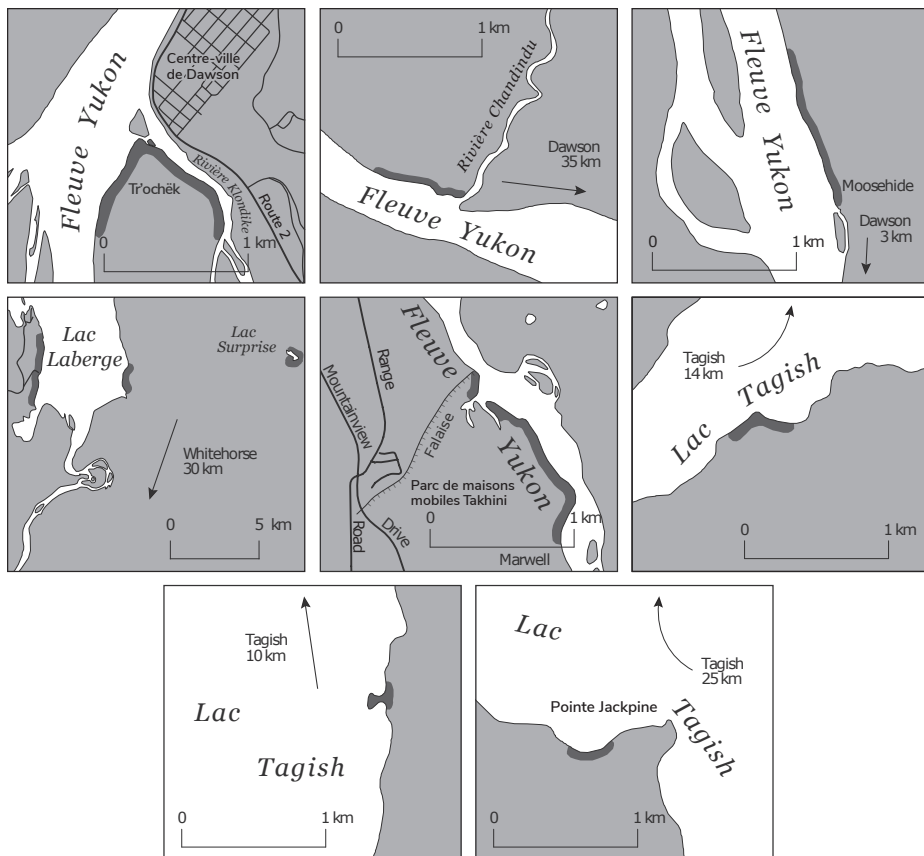 Centre-ville
de Dawson
Fleuve Yukon
Rivière Klondike
Tr'ochëk
Route 2
0 1 km
0 1 km
Rivière Chandindu
Dawson
35 km
Fleuve Yukon
Fleuve Yukon
Moosehide
Dawson
3 km
0 1 km
Lac
Laberge
Lac
Surprise
Whitehorse
30 km
0 5 km
Fleuve
Yukon
Range
Mountainview
Falaise
Parc de maisons
mobiles Takhini
0 1 km
Road
Drive
Marwell
Tagish
14 km
Lac Tagish
0 1 km
Tagish
10 km
Lac
Tagish
0 1 km
Lac
Tagish
25 km
Pointe Jackpine
Tagish
0 1 km